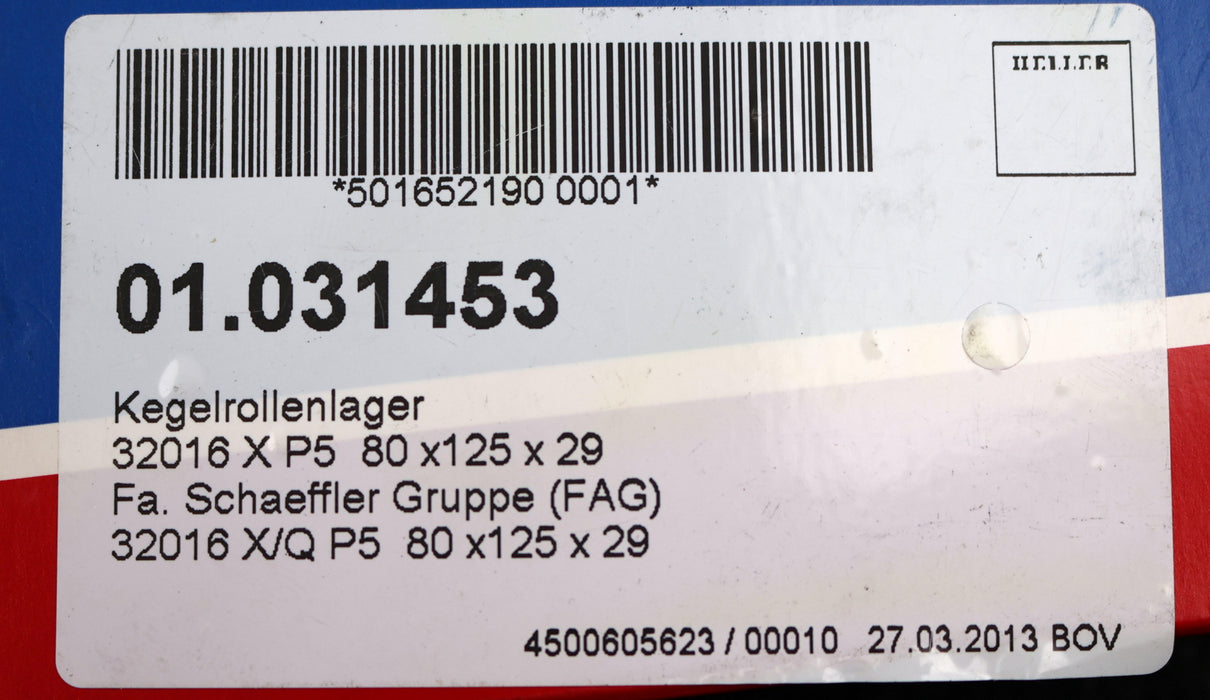 HELLER
*501652190 0001*
01.031453
Kegelrollenlager
32016 X P5 80 x125 x 29
Fa. Schaeffler Gruppe (FAG)
32016 X/Q P5 80 x125 x 29
4500605623 / 00010 27.03.2013 BOV